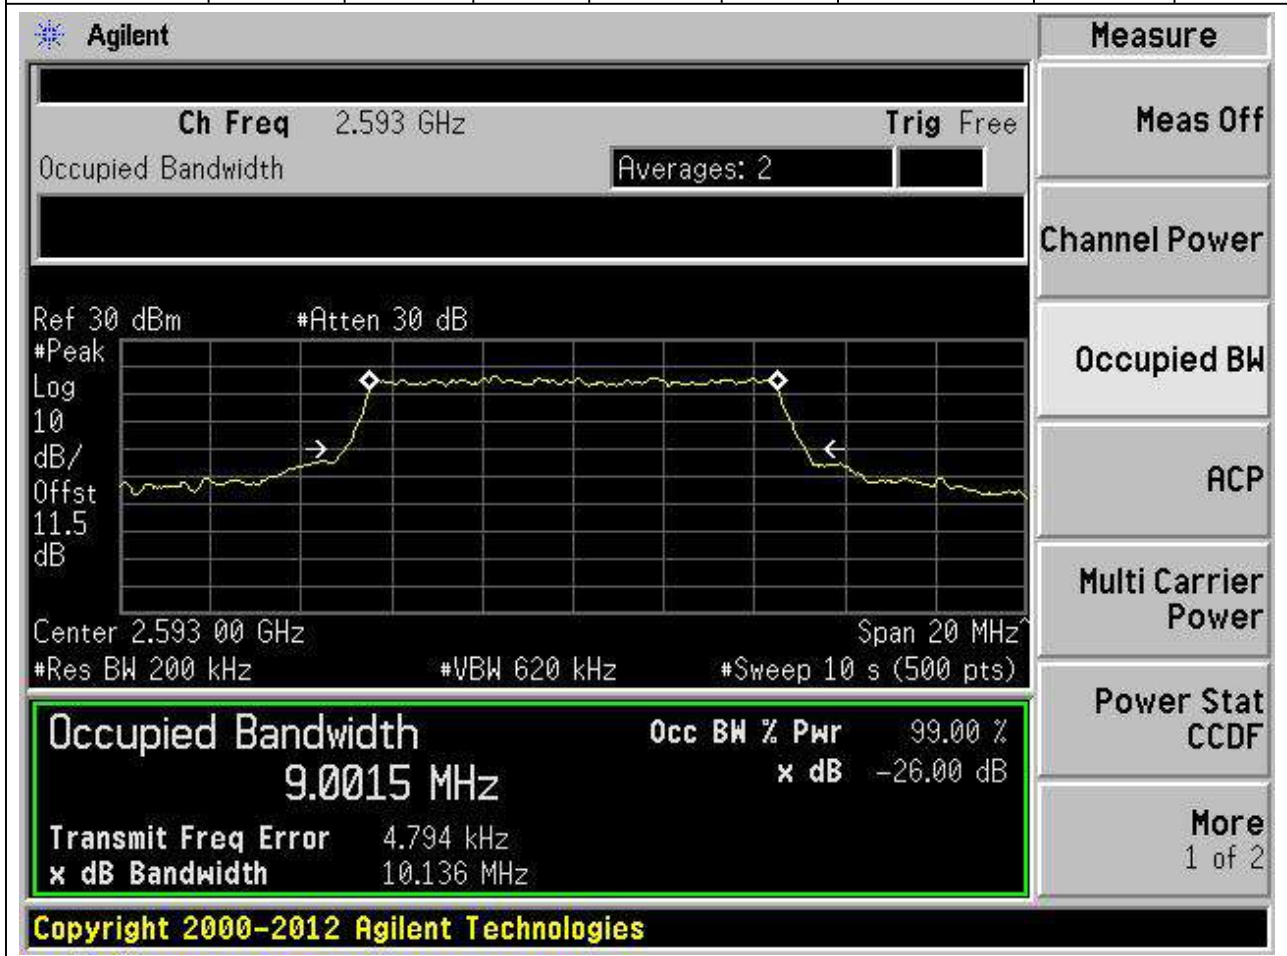 Agilent
Measure
Ch Freq 2.593 GHz Trig Free
Occupied Bandwidth Averages: 2
Meas Off
Channel Power
Occupied BW
ACP
Multi Carrier
Power
Power Stat
CCDF
More
1 of 2
Ref 30 dBm #Atten 30 dB
#Peak
Log
10
dB/
Offst
11.5
dB
Center 2.593 00 GHz Span 20 MHz^
#Res BW 200 kHz #VBW 620 kHz #Sweep 10 s (500 pts)
Occupied Bandwidth Occ BW % Pwr 99.00 %
9.0015 MHz x dB -26.00 dB
Transmit Freq Error 4.794 kHz
x dB Bandwidth 10.136 MHz
Copyright 2000-2012 Agilent Technologies